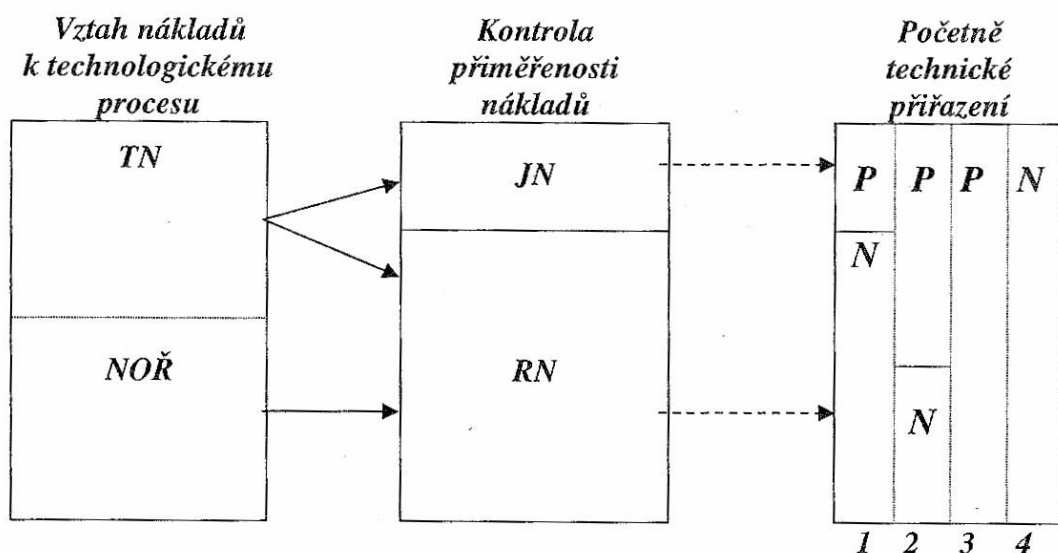 Vztah nákladů
k technologickému
procesu
Kontrola
přiměřenosti
nákladů
Početně
technické
přiřazení
TN
NOŘ
JN
RN
P P P N
N
N
1 2 3 4